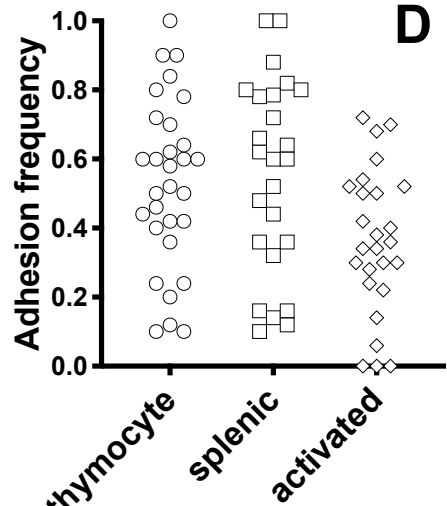 D
Adhesion frequency
1.0
0.8
0.6
0.4
0.2
0.0
hymocyte
splenic
activated